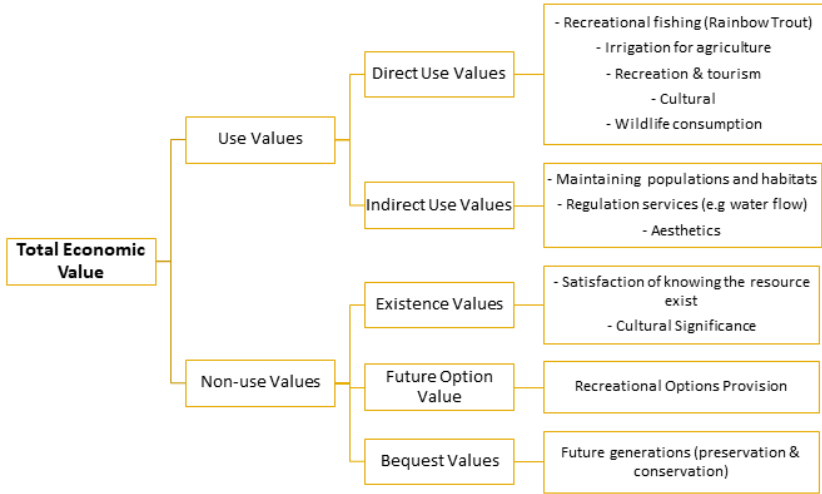 Total Economic
Value
Use Values
Direct Use Values
- Recreational fishing (Rainbow Trout)
- Irrigation for agriculture
- Recreation & tourism
- Cultural
- Wildlife consumption
Indirect Use Values
- Maintaining populations and habitats
- Regulation services (e.g water flow)
- Aesthetics
Non-use Values
Existence Values
- Satisfaction of knowing the resource
exist
- Cultural Significance
Future Option
Value
Recreational Options Provision
Bequest Values
Future generations (preservation &
conservation)